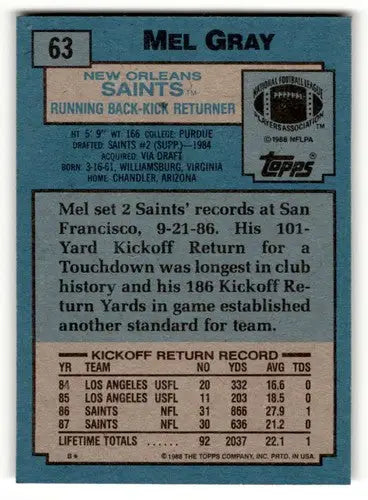 63
MEL GRAY
NEW ORLEANS
SAINTS™
RUNNING BACK-KICK RETURNER
NATIONAL FOOTBALL LEAGUE
PLAYERS ASSOCIATION™
©1988 NFLPA
TOPPS®
HT 5' 9" WT 166 COLLEGE: PURDUE
DRAFTED: SAINTS #2 (SUPP.)—1984
ACQUIRED: VIA DRAFT
BORN: 3-16-61, WILLIAMSBURG, VIRGINIA
HOME: CHANDLER, ARIZONA
Mel set 2 Saints' records at San
Francisco, 9-21-86. His 101-
Yard Kickoff Return for a
Touchdown was longest in club
history and his 186 Kickoff Re-
turn Yards in game established
another standard for team.
KICKOFF RETURN RECORD
YR TEAM NO YDS AVG TDS
84 LOS ANGELES USFL 20 332 16.6 0
85 LOS ANGELES USFL 11 203 18.5 0
86 SAINTS NFL 31 866 27.9 1
87 SAINTS NFL 30 636 21.2 0
LIFETIME TOTALS ...... 92 2037 22.1 1
B* ©1988 THE TOPPS COMPANY, INC. PRTD. IN USA